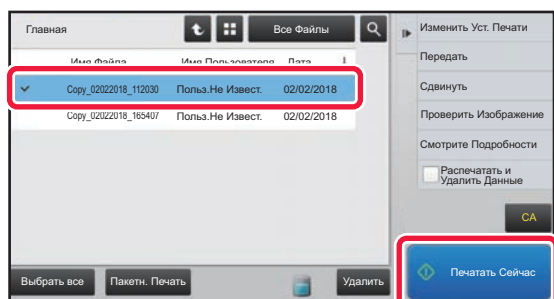 Главная
Все Файлы
Имя Файла Имя Пользователя Дата
Copy_02022018_112030 Польз.Не Извест. 02/02/2018
Copy_02022018_165407 Польз.Не Извест. 02/02/2018
Выбрать все Пакетн. Печать Удалить
Изменить Уст. Печати
Передать
Сдвинуть
Проверить Изображение
Смотрите Подробности
Распечатать и
Удалить Данные
CA
Печатать Сейчас